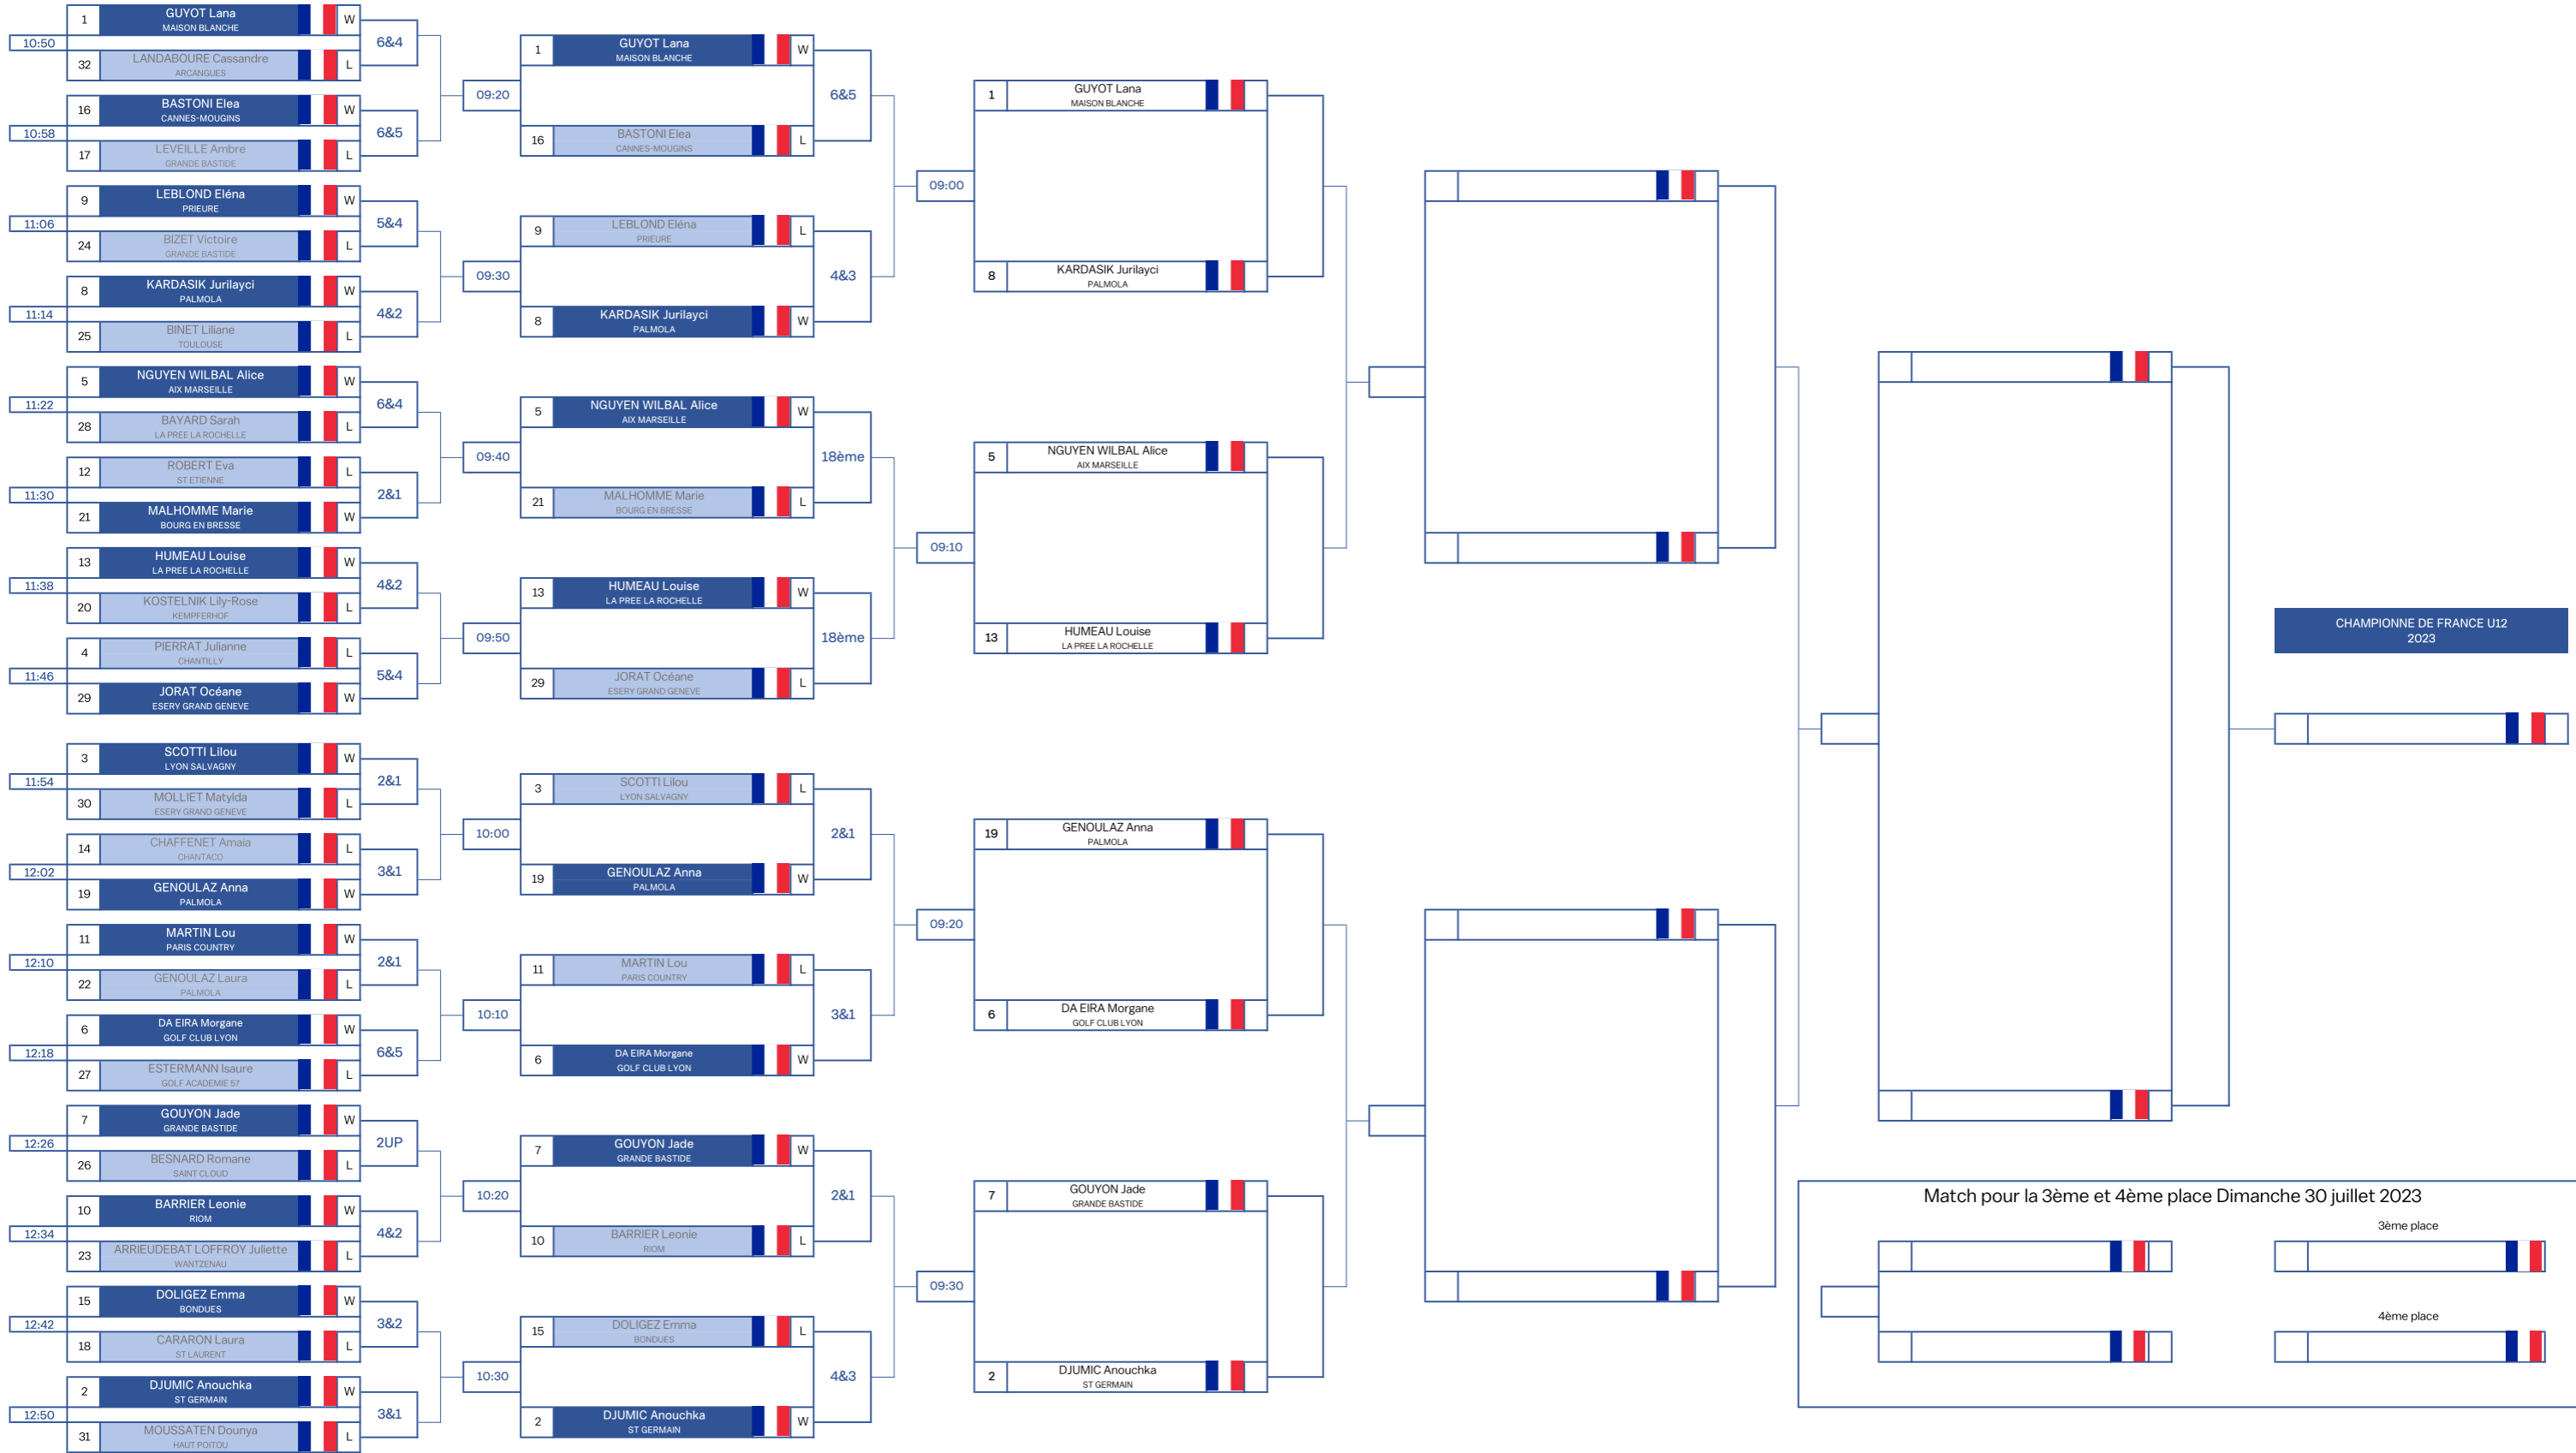 1
GUYOT Lana
MAISON BLANCHE
W
10:50
6&4
32
LANDABOURE Cassandre
ARCANGUES
L
16
BASTONI Elea
CANNES-MOUGINS
W
10:58
6&5
17
LEVEILLE Ambre
GRANDE BASTIDE
L
9
LEBLOND Eléna
PRIEURE
W
11:06
5&4
24
BIZET Victoire
GRANDE BASTIDE
L
8
KARDASIK Jurilayci
PALMOLA
W
11:14
4&2
25
BINET Liliane
TOULOUSE
L
5
NGUYEN WILBAL Alice
AIX MARSEILLE
W
11:22
6&4
28
BAYARD Sarah
LA PREE LA ROCHELLE
L
12
ROBERT Eva
ST ETIENNE
L
11:30
2&1
21
MALHOMME Marie
BOURG EN BRESSE
W
13
HUMEAU Louise
LA PREE LA ROCHELLE
W
11:38
4&2
20
KOSTELNIK Lily-Rose
KEMPFERHOF
L
4
PIERRAT Julianne
CHANTILLY
L
11:46
5&4
29
JORAT Océane
ESERY GRAND GENEVE
W
3
SCOTTI Lilou
LYON SALVAGNY
W
11:54
2&1
30
MOLLIET Matylda
ESERY GRAND GENEVE
L
14
CHAFFENET Amaia
CHANTACO
L
12:02
3&1
19
GENOULAZ Anna
PALMOLA
W
11
MARTIN Lou
PARIS COUNTRY
W
12:10
2&1
22
GENOULAZ Laura
PALMOLA
L
6
DA EIRA Morgane
GOLF CLUB LYON
W
12:18
6&5
27
ESTERMANN Isaure
GOLF ACADEMIE 57
L
7
GOUYON Jade
GRANDE BASTIDE
W
12:26
2UP
26
BESNARD Romane
SAINT CLOUD
L
10
BARRIER Leonie
RIOM
W
12:34
4&2
23
ARRIEUDEBAT LOFFROY Juliette
WANTZENAU
L
15
DOLIGEZ Emma
BONDUES
W
12:42
3&2
18
CARARON Laura
ST LAURENT
L
2
DJUMIC Anouchka
ST GERMAIN
W
12:50
3&1
31
MOUSSATEN Dounya
HAUT POITOU
L
1
GUYOT Lana
MAISON BLANCHE
W
09:20
6&5
16
BASTONI Elea
CANNES-MOUGINS
L
9
LEBLOND Eléna
PRIEURE
L
09:30
4&3
8
KARDASIK Jurilayci
PALMOLA
W
5
NGUYEN WILBAL Alice
AIX MARSEILLE
W
09:40
18ème
21
MALHOMME Marie
BOURG EN BRESSE
L
13
HUMEAU Louise
LA PREE LA ROCHELLE
W
09:50
18ème
29
JORAT Océane
ESERY GRAND GENEVE
L
3
SCOTTI Lilou
LYON SALVAGNY
L
10:00
2&1
19
GENOULAZ Anna
PALMOLA
W
11
MARTIN Lou
PARIS COUNTRY
L
10:10
3&1
6
DA EIRA Morgane
GOLF CLUB LYON
W
7
GOUYON Jade
GRANDE BASTIDE
W
10:20
2&1
10
BARRIER Leonie
RIOM
L
15
DOLIGEZ Emma
BONDUES
L
10:30
4&3
2
DJUMIC Anouchka
ST GERMAIN
W
1
GUYOT Lana
MAISON BLANCHE
09:00
8
KARDASIK Jurilayci
PALMOLA
5
NGUYEN WILBAL Alice
AIX MARSEILLE
09:10
13
HUMEAU Louise
LA PREE LA ROCHELLE
19
GENOULAZ Anna
PALMOLA
09:20
6
DA EIRA Morgane
GOLF CLUB LYON
7
GOUYON Jade
GRANDE BASTIDE
09:30
2
DJUMIC Anouchka
ST GERMAIN
CHAMPIONNE DE FRANCE U12
2023
Match pour la 3ème et 4ème place Dimanche 30 juillet 2023
3ème place
4ème place